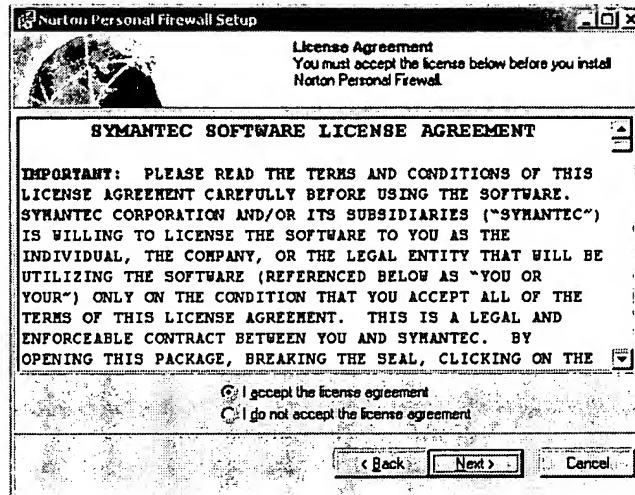 Norton Personal Firewall Setup
License Agreement
You must accept the license below before you install
Norton Personal Firewall.
SYMANTEC SOFTWARE LICENSE AGREEMENT
IMPORTANT: PLEASE READ THE TERMS AND CONDITIONS OF THIS
LICENSE AGREEMENT CAREFULLY BEFORE USING THE SOFTWARE.
SYMANTEC CORPORATION AND/OR ITS SUBSIDIARIES ("SYMANTEC")
IS WILLING TO LICENSE THE SOFTWARE TO YOU AS THE
INDIVIDUAL, THE COMPANY, OR THE LEGAL ENTITY THAT WILL BE
UTILIZING THE SOFTWARE (REFERENCED BELOW AS "YOU OR
YOUR") ONLY ON THE CONDITION THAT YOU ACCEPT ALL OF THE
TERMS OF THIS LICENSE AGREEMENT. THIS IS A LEGAL AND
ENFORCEABLE CONTRACT BETWEEN YOU AND SYMANTEC. BY
OPENING THIS PACKAGE, BREAKING THE SEAL, CLICKING ON THE
I accept the license agreement
I do not accept the license agreement
< Back
Next >
Cancel